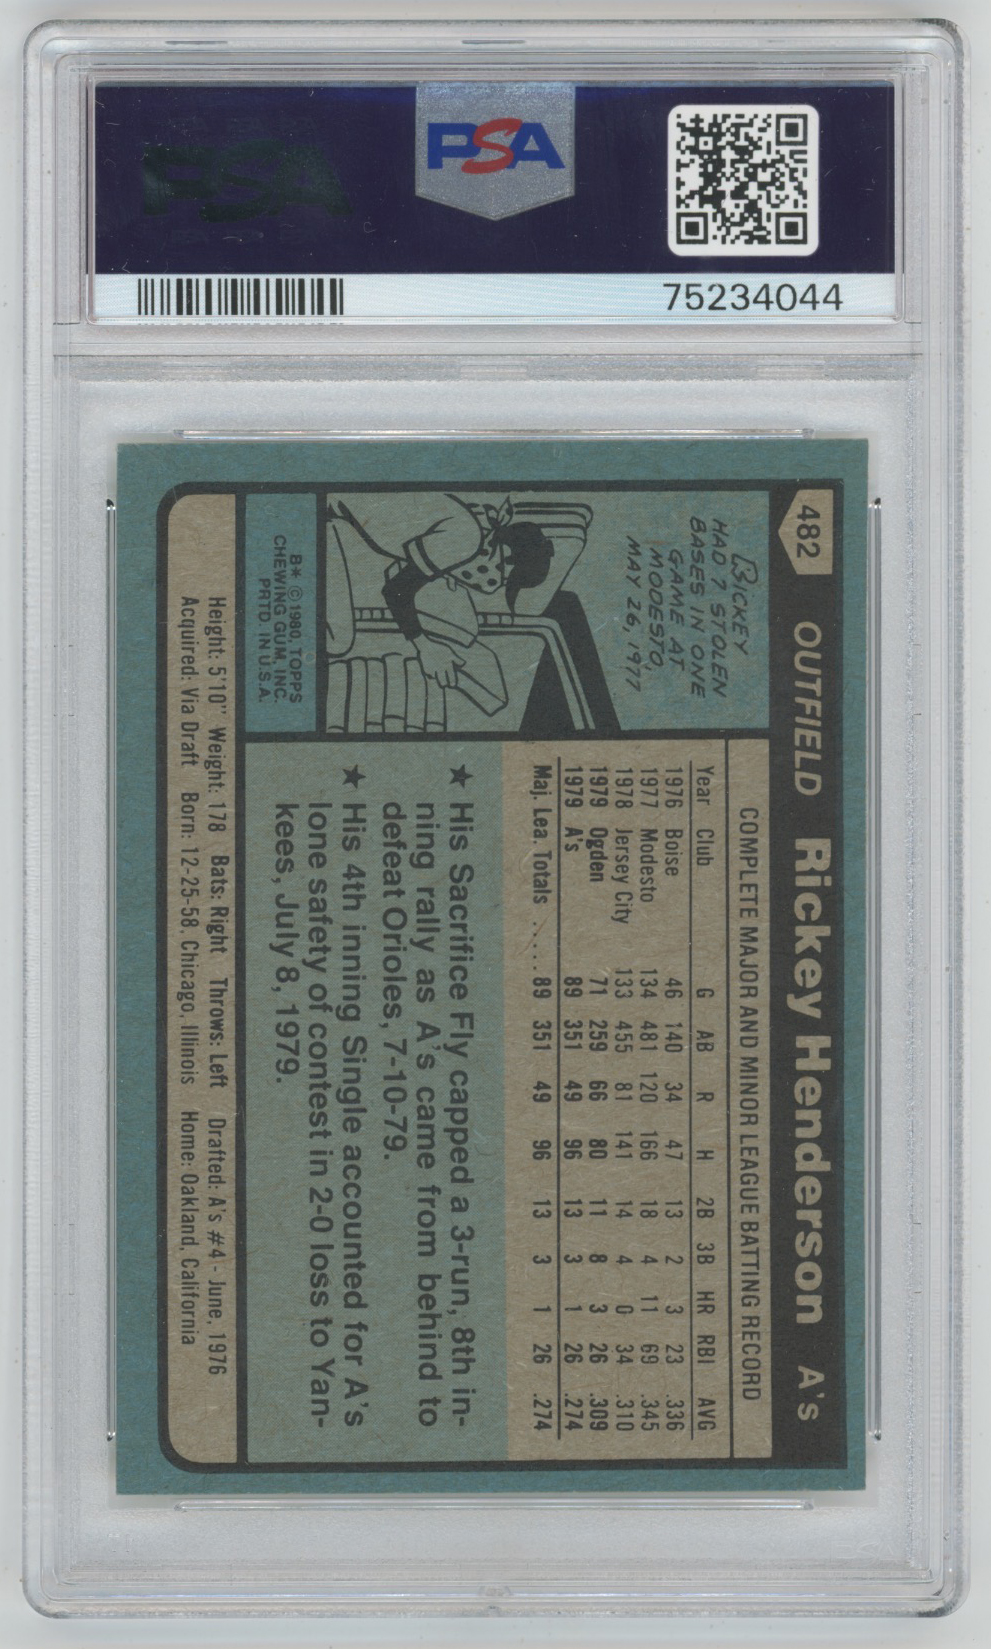 PSA
PSA
75234044
482 OUTFIELD Rickey Henderson A's
COMPLETE MAJOR AND MINOR LEAGUE BATTING RECORD
Year Club G AB R H 2B 3B HR RBI AVG
1976 Boise 46 140 34 47 13 2 3 23 .336
1977 Modesto 134 481 120 166 18 4 11 69 .345
1978 Jersey City 133 455 81 141 14 4 0 34 .310
1979 Ogden 71 259 66 80 11 8 3 26 .309
1979 A's 89 351 49 96 13 3 1 26 .274
Maj. Lea. Totals ..... 89 351 49 96 13 3 1 26 .274
RICKEY
HAD 7 STOLEN
BASES IN ONE
GAME AT
MODESTO,
MAY 26, 1977
★ His Sacrifice Fly capped a 3-run, 8th in-
ning rally as A's came from behind to
defeat Orioles, 7-10-79.
★ His 4th inning Single accounted for A's
lone safety of contest in 2-0 loss to Yan-
kees, July 8, 1979.
B* © 1980, TOPPS
CHEWING GUM, INC.
PRTD. IN U.S.A.
Height: 5'10" Weight: 178 Bats: Right Throws: Left Drafted: A's #4 - June, 1976
Acquired: Via Draft Born: 12-25-58, Chicago, Illinois Home: Oakland, California